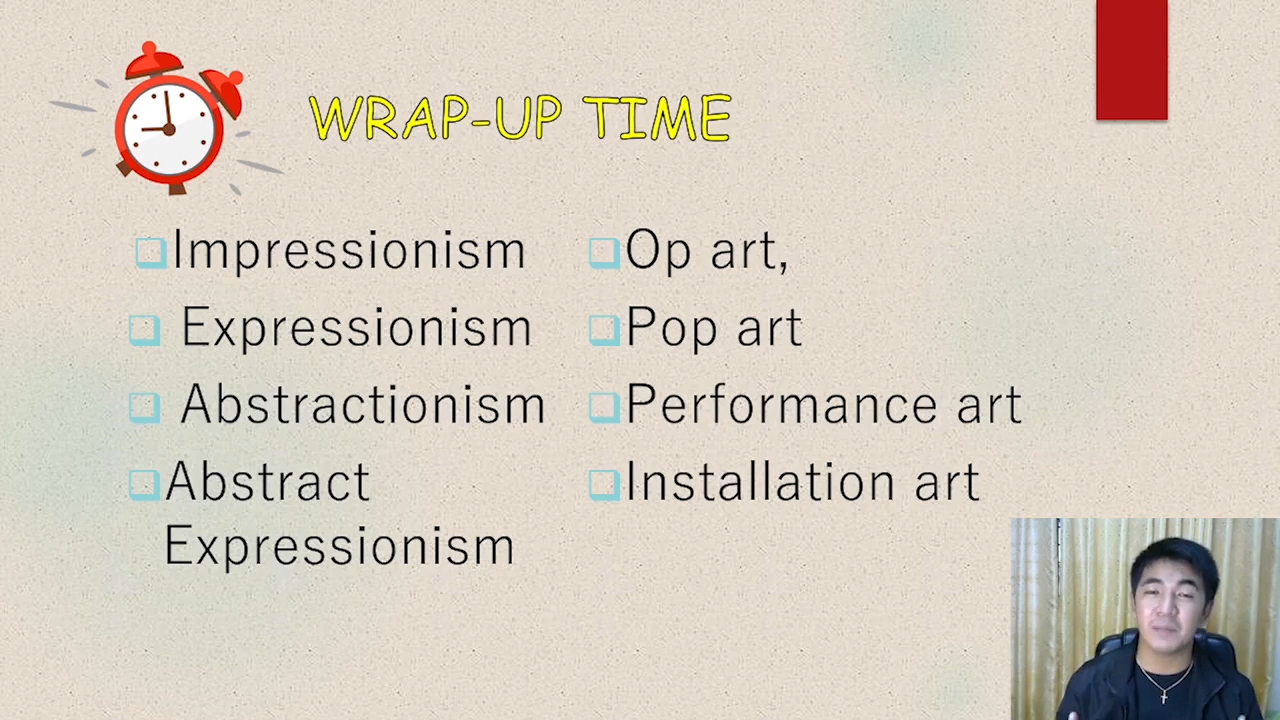 WRAP-UP TIME
Impressionism
Expressionism
Abstractionism
Abstract
Expressionism
Op art,
Pop art
Performance art
Installation art